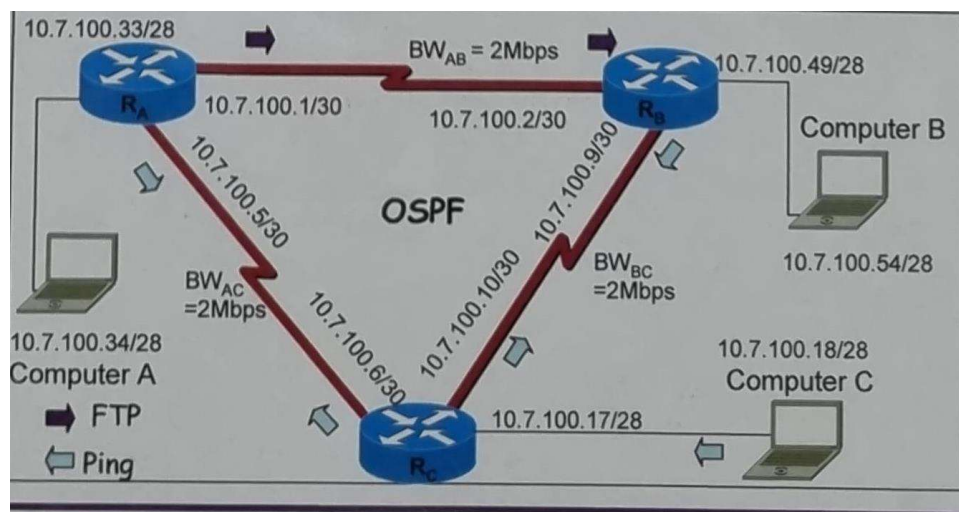 10.7.100.33/28
BWAB = 2Mbps
10.7.100.49/28
RA
10.7.100.1/30
10.7.100.2/30
RB
Computer B
10.7.100.5/30
10.7.100.9/30
OSPF
10.7.100.54/28
BWAC
=2Mbps
BWBC
=2Mbps
10.7.100.6/30
10.7.100.10/30
10.7.100.34/28
Computer A
10.7.100.18/28
Computer C
FTP
10.7.100.17/28
Ping
RC